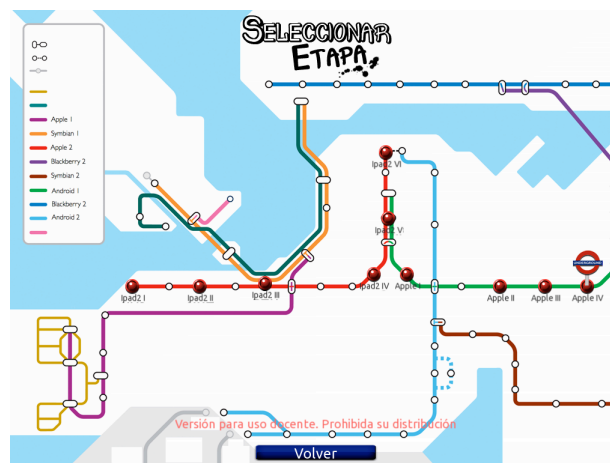 SELECCIONAR
ETAPA
Apple 1
Symbian 1
Apple 2
Blackberry 2
Symbian 2
Android 1
Blackberry 2
Android 2
Ipad2 VI
Ipad2 V
Ipad2 I
Ipad2 II
Ipad2 III
Ipad2 IV
Apple I
Apple II
Apple III
Apple IV
UNDERGROUND
Versión para uso docente. Prohibida su distribución
Volver